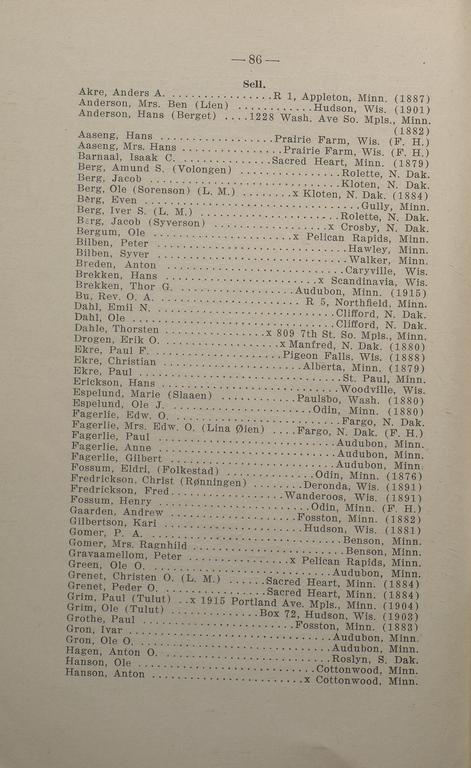 — 86 —
Sell.
Akre, Anders A. ................R 1, Appleton, Minn. (1887)
Anderson, Mrs. Ben (Lien) ............Hudson, Wis. (1901)
Anderson, Hans (Berget) ....1228 Wash. Ave So. Mpls., Minn.
(1882)
Aaseng, Hans ..................Prairie Farm, Wis. (F. H.)
Aaseng, Mrs. Hans ................Prairie Farm, Wis. (F. H.)
Barnaal, Isaak C. ...............Sacred Heart, Minn. (1879)
Berg, Amund S. (Volongen) ....................Rolette, N. Dak.
Berg, Jacob ..................................Kloten, N. Dak.
Berg, Ole (Sorenson) (L. M.) .........x Kloten, N. Dak. (1884)
Berg, Even ....................................Gully, Minn.
Berg, Iver S. (L. M.) .......................Rolette, N. Dak.
Berg, Jacob (Syverson) ....................x Crosby, N. Dak.
Bergum, Ole .......................x Pelican Rapids, Minn.
Bilben, Peter ..............................Hawley, Minn.
Bilben, Syver ..............................Walker, Minn.
Breden, Anton .............................Caryville, Wis.
Brekken, Hans .......................x Scandinavia, Wis.
Brekken, Thor G. ...................Audubon, Minn. (1915)
Bu, Rev. O. A. ....................... R 5, Northfield, Minn.
Dahl, Emil N. ..............................Clifford, N. Dak.
Dahl, Ole .................................Clifford, N. Dak.
Dahle, Thorsten ................x 809 7th St. So. Mpls., Minn.
Drogen, Erik O. ....................x Manfred, N. Dak. (1880)
Ekre, Paul F. .....................Pigeon Falls, Wis. (1888)
Ekre, Christian .......................Alberta, Minn. (1879)
Ekre, Paul ...................................St. Paul, Minn.
Erickson, Hans .............................Woodville, Wis.
Espelund, Marie (Slaaen) ..............Paulsbo, Wash. (1880)
Espelund, Ole J. .........................Odin, Minn. (1880)
Fagerlie, Edw. O. .............................Fargo, N. Dak.
Fagerlie, Mrs. Edw. O. (Lina Øien) ....Fargo, N. Dak. (F. H.)
Fagerlie, Paul ..............................Audubon, Minn.
Fagerlie, Anne .............................Audubon, Minn.
Fagerlie, Gilbert ...........................Audubon, Minn.
Fossum, Eldri, (Folkestad) ...............Odin, Minn. (1876)
Fredrickson, Christ (Rønningen) ........Deronda, Wis. (1891)
Fredrickson, Fred...................Wanderoos, Wis. (1891)
Fossum, Henry .........................Odin, Minn. (F. H.)
Gaarden, Andrew .....................Fosston, Minn. (1882)
Gilbertson, Kari ......................Hudson, Wis. (1881)
Gomer, P. A. .................................Benson, Minn.
Gomer, Mrs. Ragnhild ........................Benson, Minn.
Gravaamellom, Peter .................x Pelican Rapids, Minn.
Green, Ole O. ..............................Audubon, Minn.
Grenet, Christen O. (L. M.) ......Sacred Heart, Minn. (1884)
Grenet, Peder O. .................Sacred Heart, Minn. (1884)
Grim, Paul (Tulut) ..x 1915 Portland Ave. Mpls., Minn. (1904)
Grim, Ole (Tulut) ..............Box 72, Hudson, Wis. (1903)
Grothe, Paul .........................Fosston, Minn. (1883)
Gron, Ivar .................................Audubon, Minn.
Gron, Ole O. ..............................Audubon, Minn.
Hagen, Anton O. ............................Roslyn, S. Dak.
Hanson, Ole .............................Cottonwood, Minn.
Hanson, Anton .........................x Cottonwood, Minn.